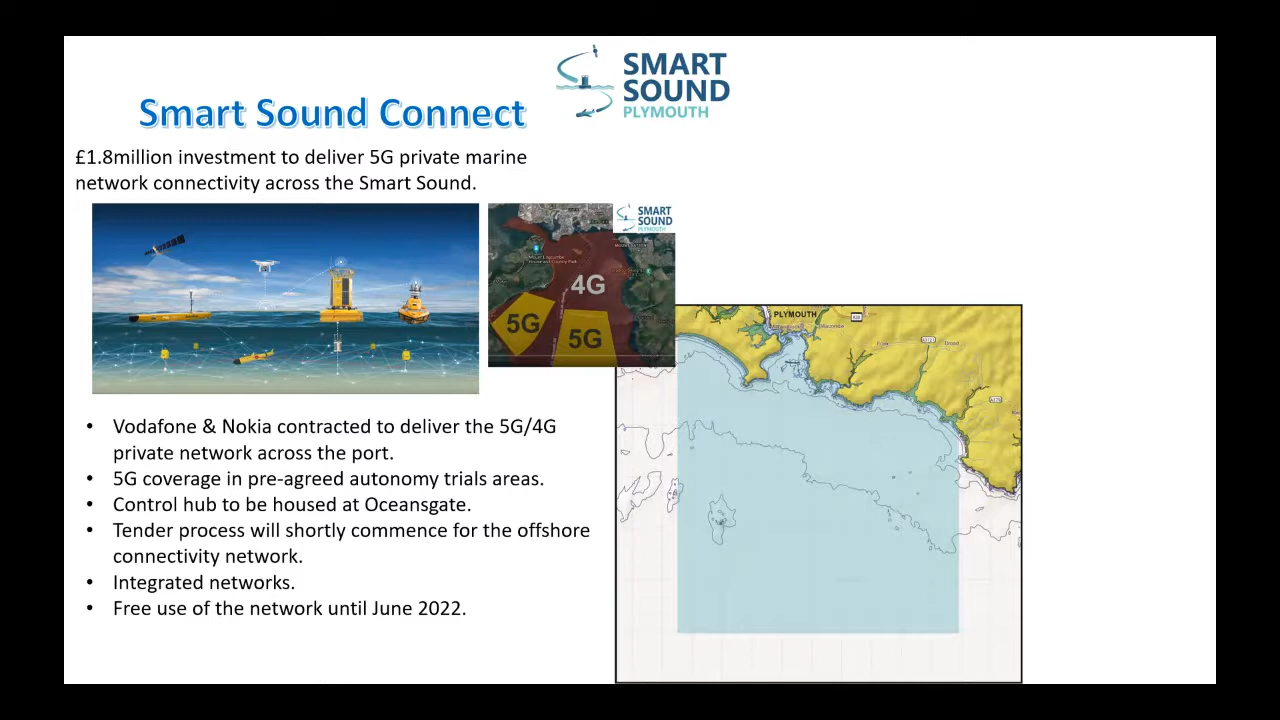 SMART
SOUND
PLYMOUTH
Smart Sound Connect
£1.8million investment to deliver 5G private marine
network connectivity across the Smart Sound.
SMART
SOUND
PLYMOUTH
4G
5G
5G
PLYMOUTH
• Vodafone & Nokia contracted to deliver the 5G/4G
private network across the port.
• 5G coverage in pre-agreed autonomy trials areas.
• Control hub to be housed at Oceansgate.
• Tender process will shortly commence for the offshore
connectivity network.
• Integrated networks.
• Free use of the network until June 2022.